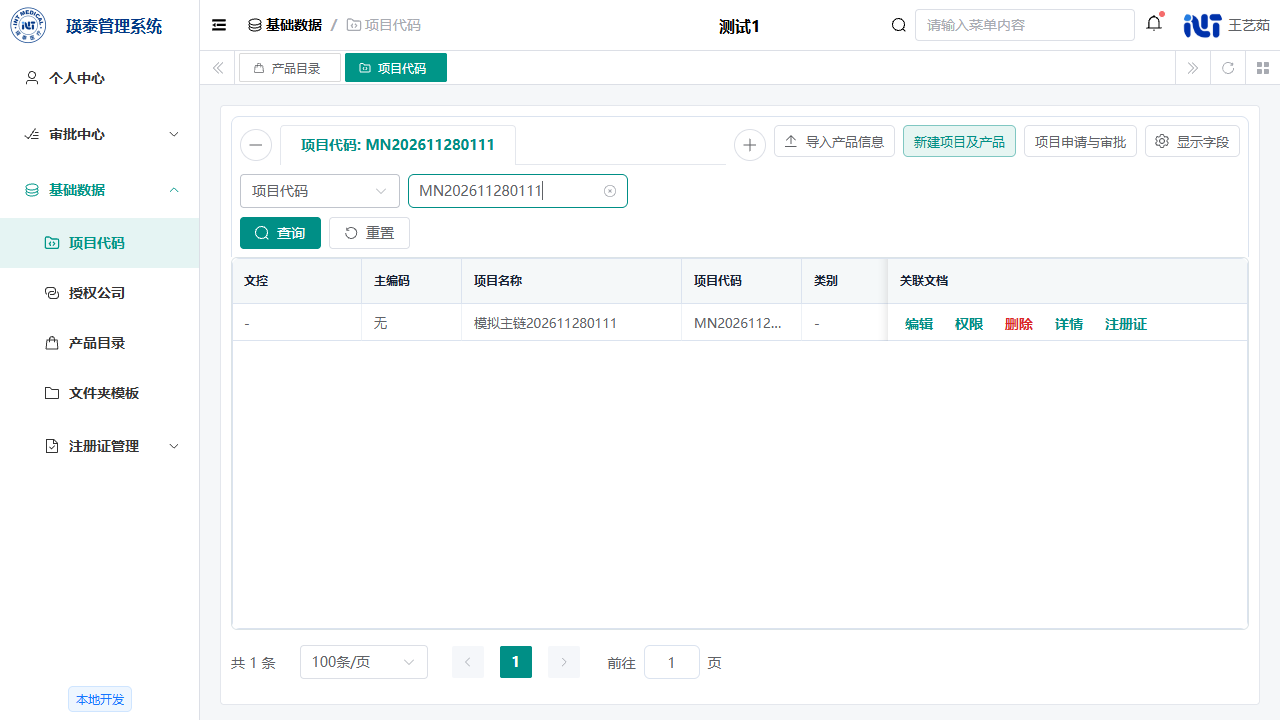 INT MEDICAL
瑛泰医疗
瑛泰管理系统
基础数据 / 项目代码
测试1
请输入菜单内容
王艺茹
个人中心
审批中心
基础数据
项目代码
授权公司
产品目录
文件夹模板
注册证管理
本地开发
产品目录
项目代码
项目代码: MN202611280111
导入产品信息
新建项目及产品
项目申请与审批
显示字段
项目代码
MN202611280111
查询
重置
文控 主编码 项目名称 项目代码 类别 关联文档
- 无 模拟主链202611280111 MN2026112... - 编辑 权限 删除 详情 注册证
共 1 条 100条/页 1 前往 1 页